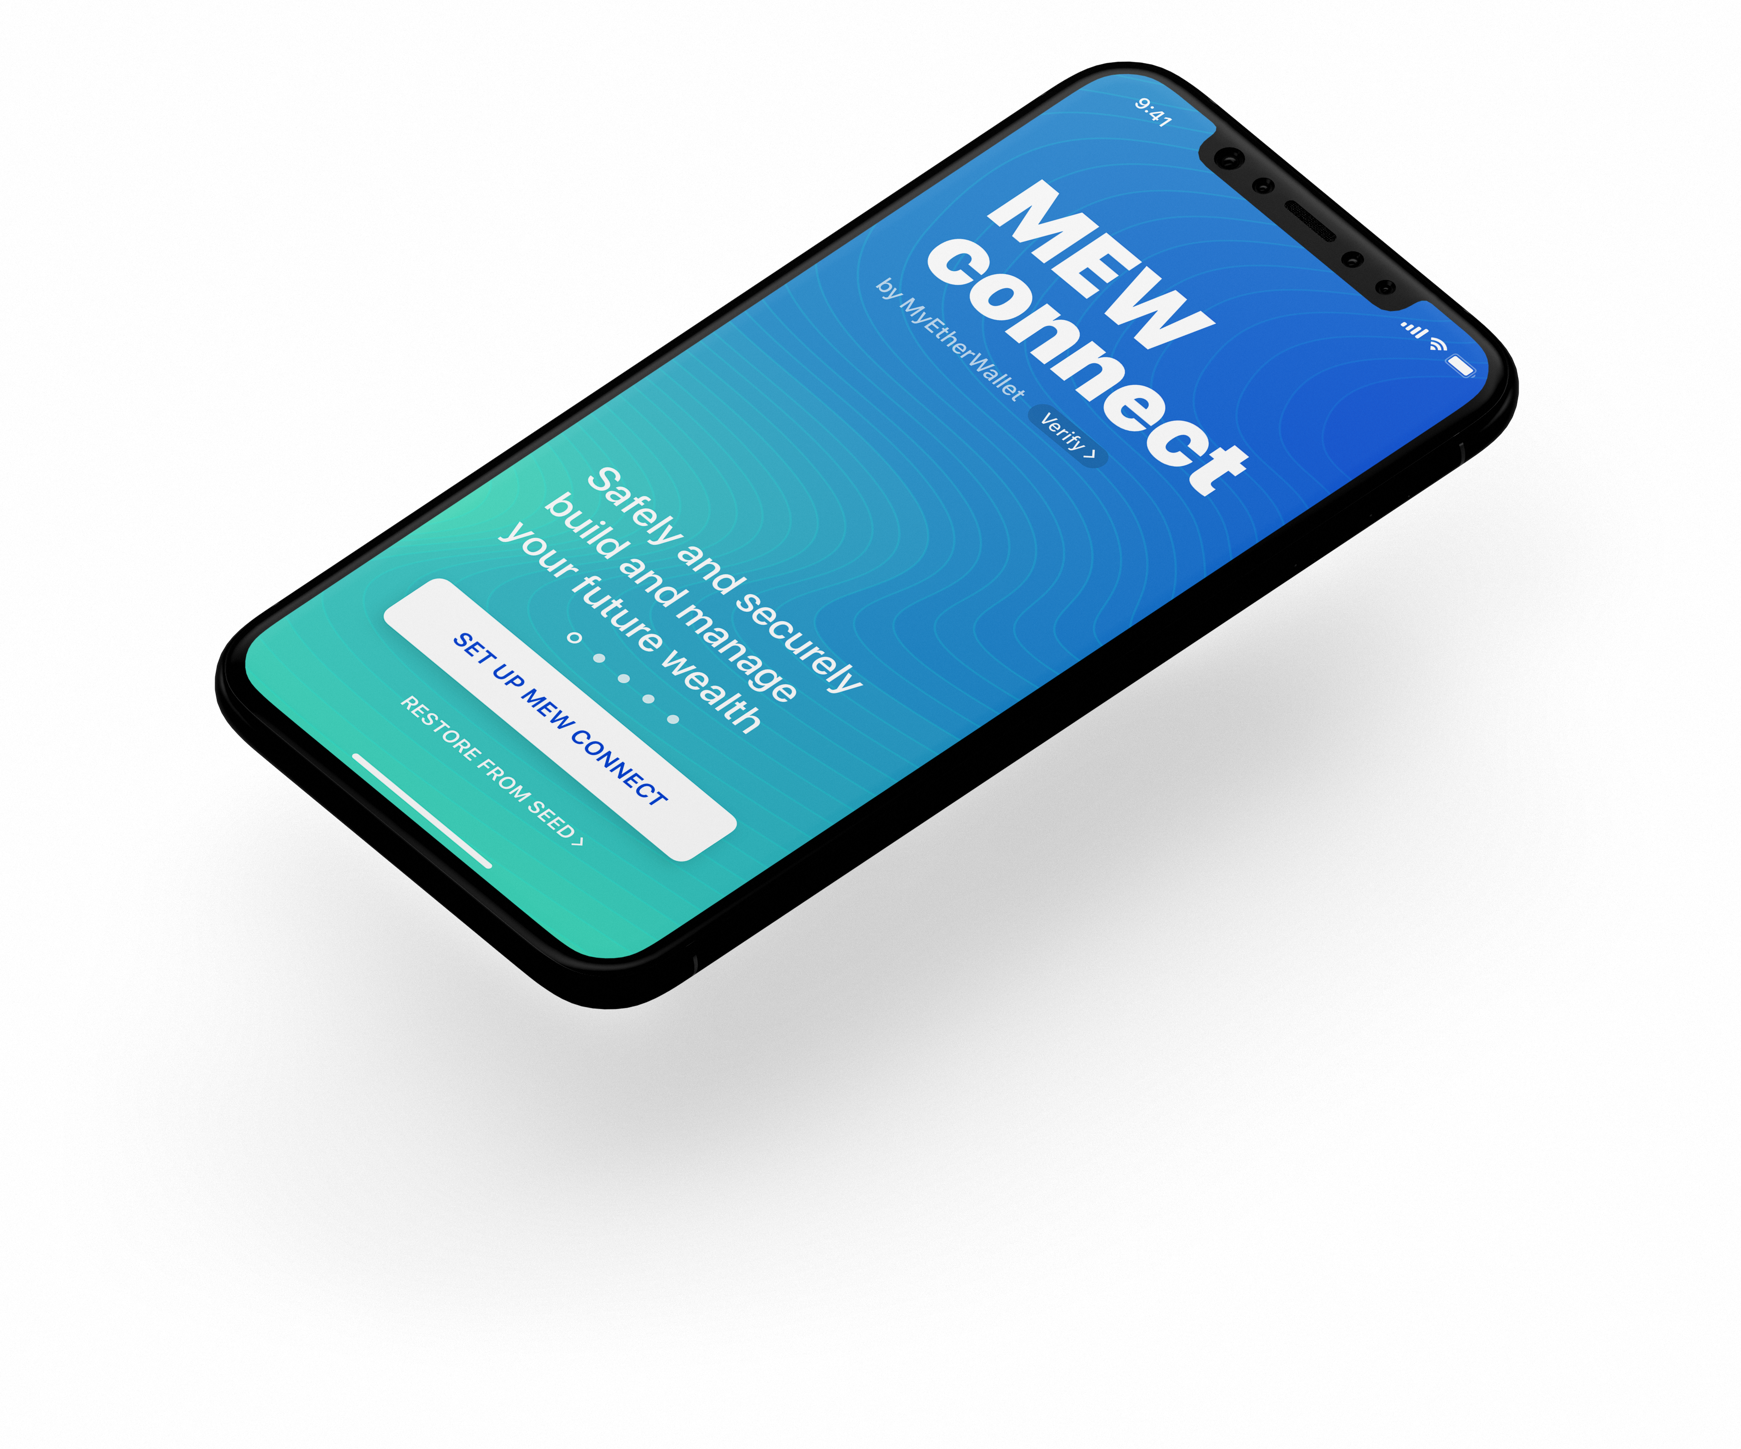 9:41
MEW
connect
by MyEtherWallet Verify >
Safely and securely
build and manage
your future wealth
SET UP MEW CONNECT
RESTORE FROM SEED >